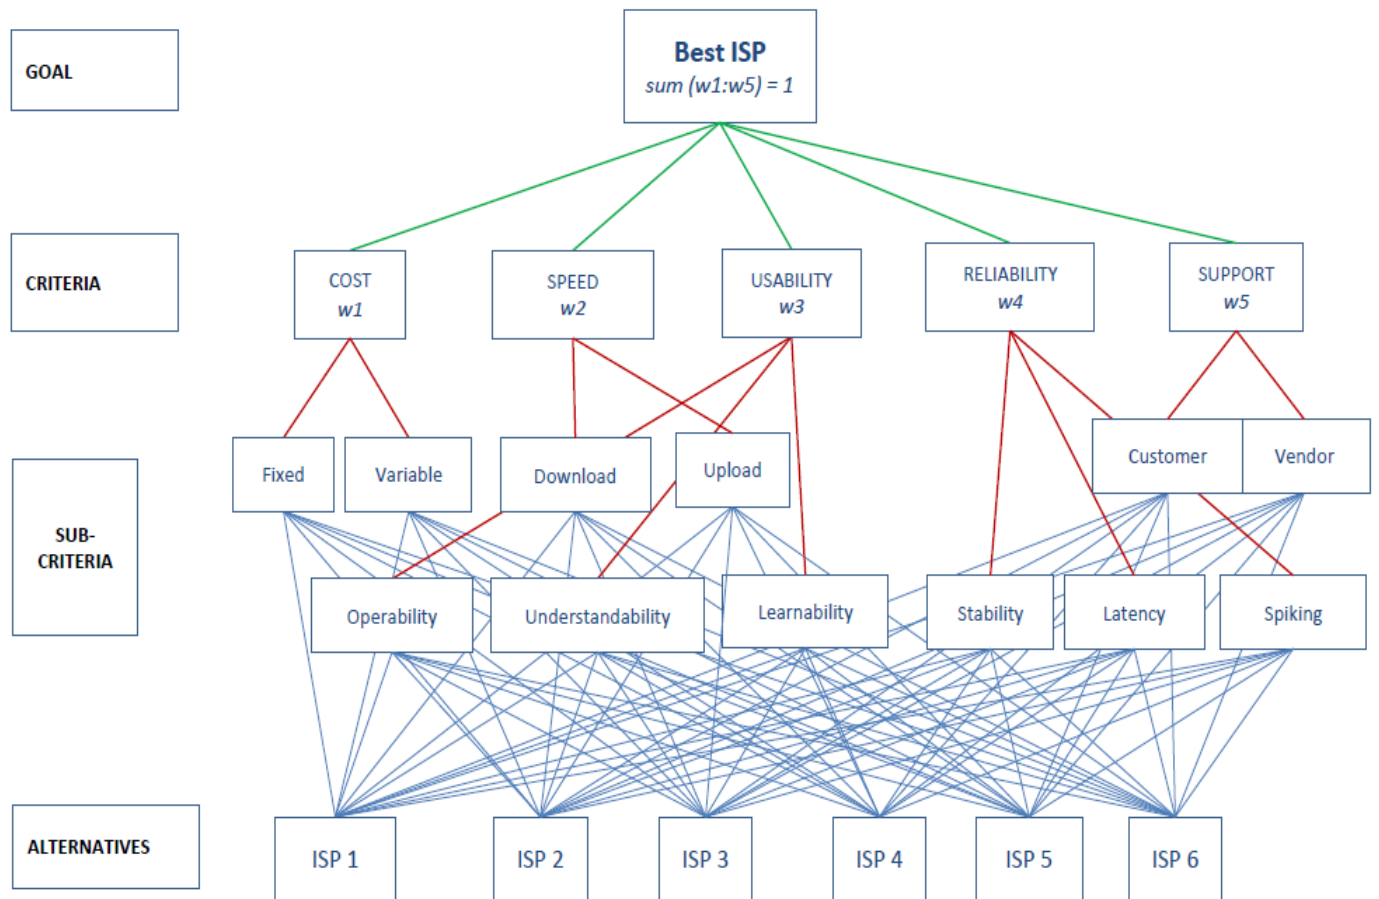 GOAL
Best ISP
sum (w1:w5) = 1
CRITERIA
COST
w1
SPEED
w2
USABILITY
w3
RELIABILITY
w4
SUPPORT
w5
SUB-
CRITERIA
Fixed
Variable
Download
Upload
Customer
Vendor
Operability
Understandability
Learnability
Stability
Latency
Spiking
ALTERNATIVES
ISP 1
ISP 2
ISP 3
ISP 4
ISP 5
ISP 6